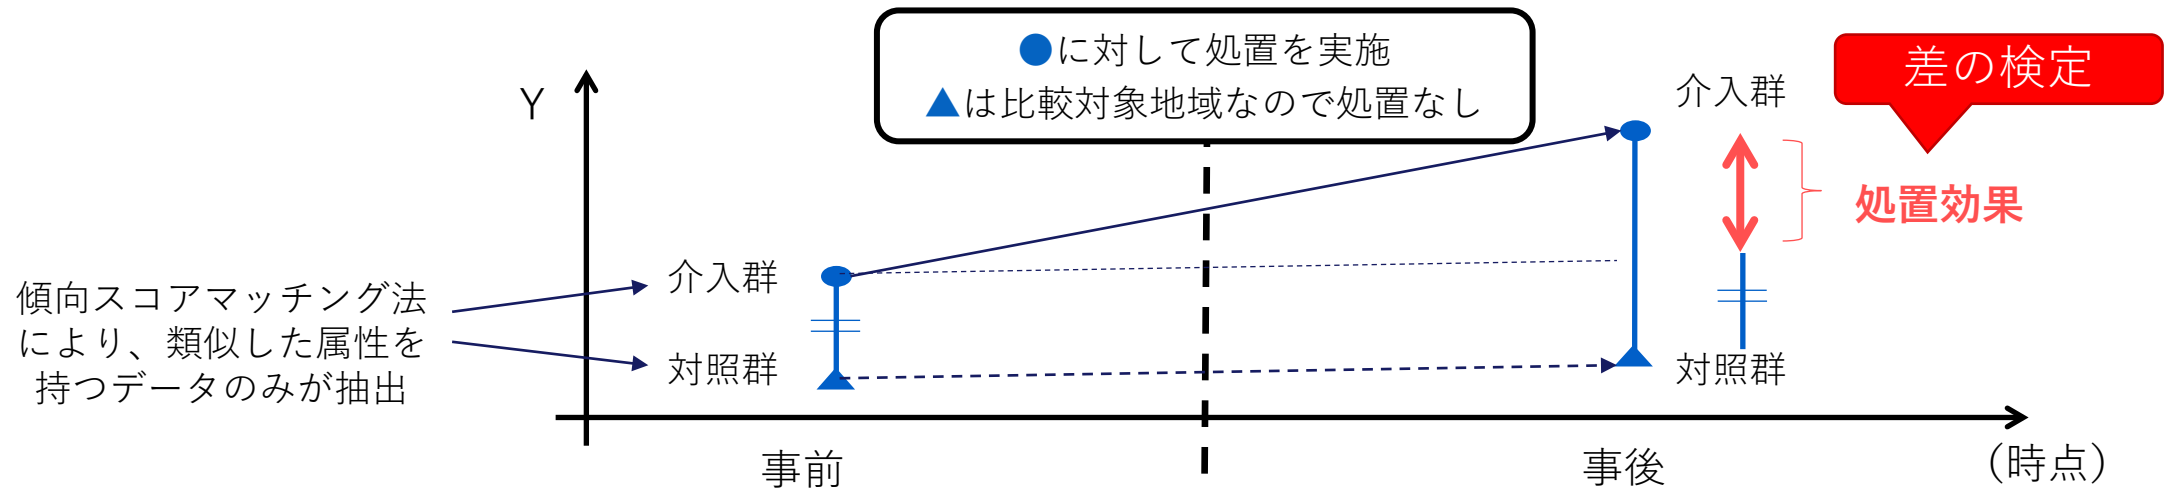 ●に対して処置を実施
▲は比較対象地域なので処置なし
差の検定
Y
介入群
処置効果
介入群
傾向スコアマッチング法
により、類似した属性を
持つデータのみが抽出
対照群
対照群
事前
事後
（時点）